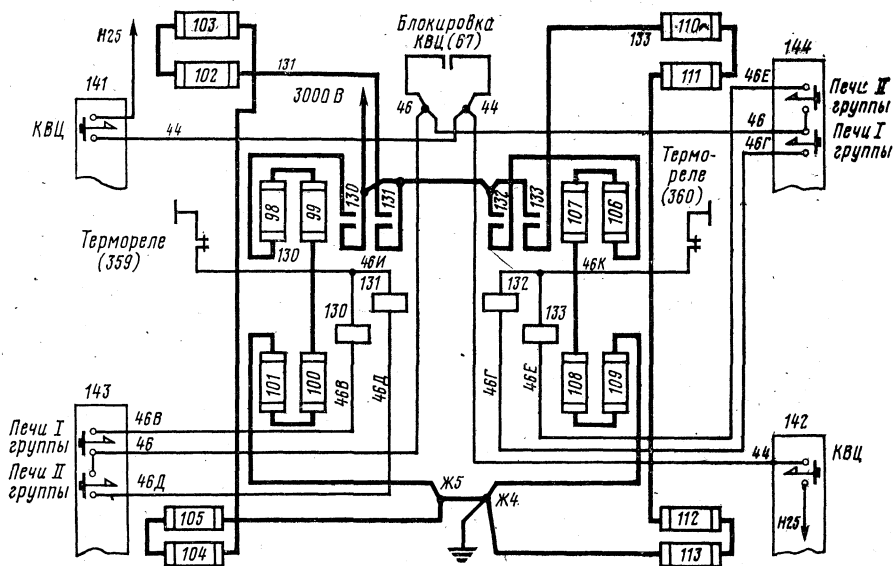 Н25
141
КВЦ
44
103
102
131
3000 В
Блокировка
КВЦ(67)
46
44
133
110
111
144
46Е
Печи II
группы
46
Печи I
группы
46Г
Термо-
реле
(360)
98
99
130
130
131
132
133
107
106
Термореле
(359)
46И
131
130
46К
132
133
101
100
46В
46Д
46Г
46Е
108
109
143
Печи I
группы
46В
46
Печи II
группы
46Д
142
44
КВЦ
Н25
Ж5
Ж4
105
104
112
113